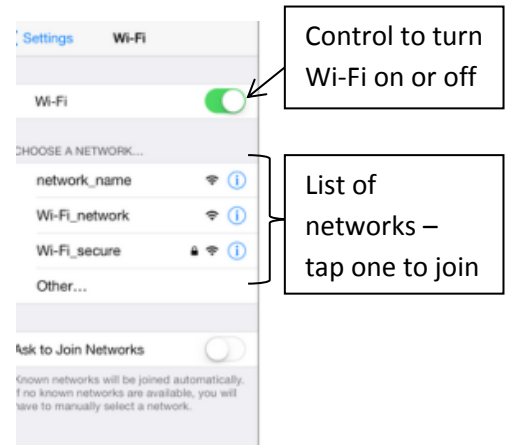 Settings Wi-Fi
Control to turn
Wi-Fi on or off
Wi-Fi
CHOOSE A NETWORK...
network_name
Wi-Fi_network
Wi-Fi_secure
Other...
List of
networks –
tap one to join
Ask to Join Networks
Known networks will be joined automatically.
If no known networks are available, you will
have to manually select a network.